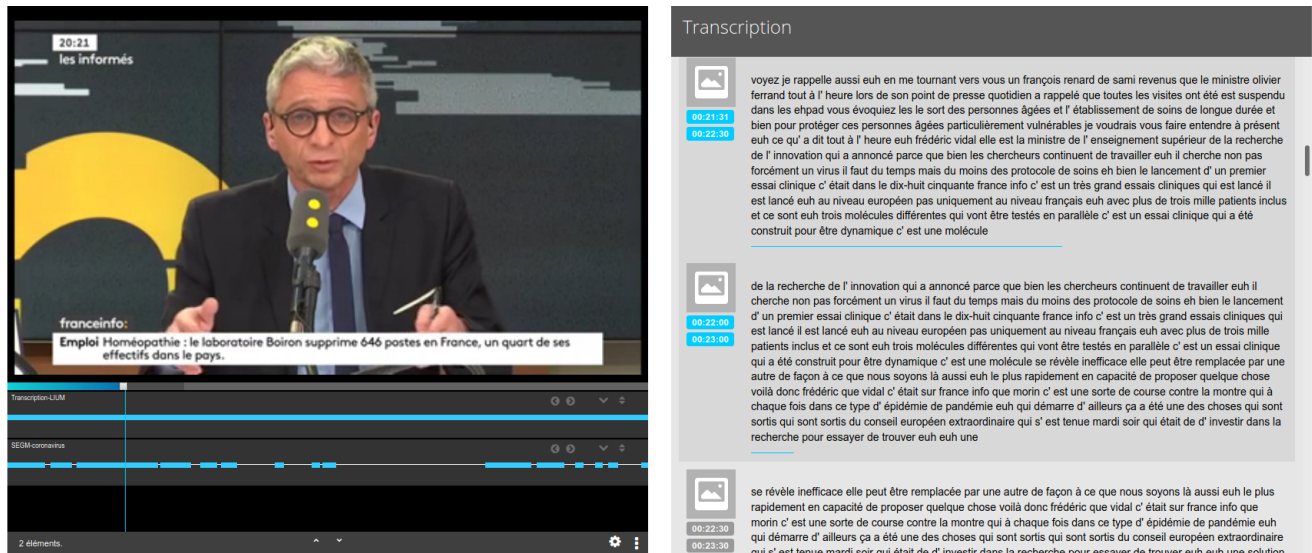 20:21
les informés
franceinfo:
Emploi Homéopathie : le laboratoire Boiron supprime 646 postes en France, un quart de ses
effectifs dans le pays.
Transcription-LIUM
SEGM-coronavirus
2 éléments.
Transcription
voyez je rappelle aussi euh en me tournant vers vous un françois renard de sami revenus que le ministre olivier
ferrand tout à l' heure lors de son point de presse quotidien a rappelé que toutes les visites ont été est suspendu
dans les ehpad vous évoquiez les le sort des personnes âgées et l' établissement de soins de longue durée et
bien pour protéger ces personnes âgées particulièrement vulnérables je voudrais vous faire entendre à présent
euh ce qu' a dit tout à l' heure euh frédéric vidal elle est la ministre de l' enseignement supérieur de la recherche
de l' innovation qui a annoncé parce que bien les chercheurs continuent de travailler euh il cherche non pas
forcément un virus il faut du temps mais du moins des protocole de soins eh bien le lancement d' un premier
essai clinique c' était dans le dix-huit cinquante france info c' est un très grand essais cliniques qui est lancé il
est lancé euh au niveau européen pas uniquement au niveau français euh avec plus de trois mille patients inclus
et ce sont euh trois molécules différentes qui vont être testés en parallèle c' est un essai clinique qui a été
construit pour être dynamique c' est une molécule
00:21:31
00:22:30
de la recherche de l' innovation qui a annoncé parce que bien les chercheurs continuent de travailler euh il
cherche non pas forcément un virus il faut du temps mais du moins des protocole de soins eh bien le lancement
d' un premier essai clinique c' était dans le dix-huit cinquante france info c' est un très grand essais cliniques qui
est lancé il est lancé euh au niveau européen pas uniquement au niveau français euh avec plus de trois mille
patients inclus et ce sont euh trois molécules différentes qui vont être testés en parallèle c' est un essai clinique
qui a été construit pour être dynamique c' est une molécule se révèle inefficace elle peut être remplacée par une
autre de façon à ce que nous soyons là aussi euh le plus rapidement en capacité de proposer quelque chose
voilà donc frédéric que vidal c' était sur france info que morin c' est une sorte de course contre la montre qui à
chaque fois dans ce type d' épidémie de pandémie euh qui démarre d' ailleurs ça a été une des choses qui sont
sortis qui sont sortis du conseil européen extraordinaire qui s' est tenue mardi soir qui était de d' investir dans la
recherche pour essayer de trouver euh euh une
00:22:00
00:23:00
se révèle inefficace elle peut être remplacée par une autre de façon à ce que nous soyons là aussi euh le plus
rapidement en capacité de proposer quelque chose voilà donc frédéric que vidal c' était sur france info que
morin c' est une sorte de course contre la montre qui à chaque fois dans ce type d' épidémie de pandémie euh
qui démarre d' ailleurs ça a été une des choses qui sont sortis qui sont sortis du conseil européen extraordinaire
qui s' est tenue mardi soir qui était de d' investir dans la recherche pour essayer de trouver euh euh une solution
00:22:30
00:23:30